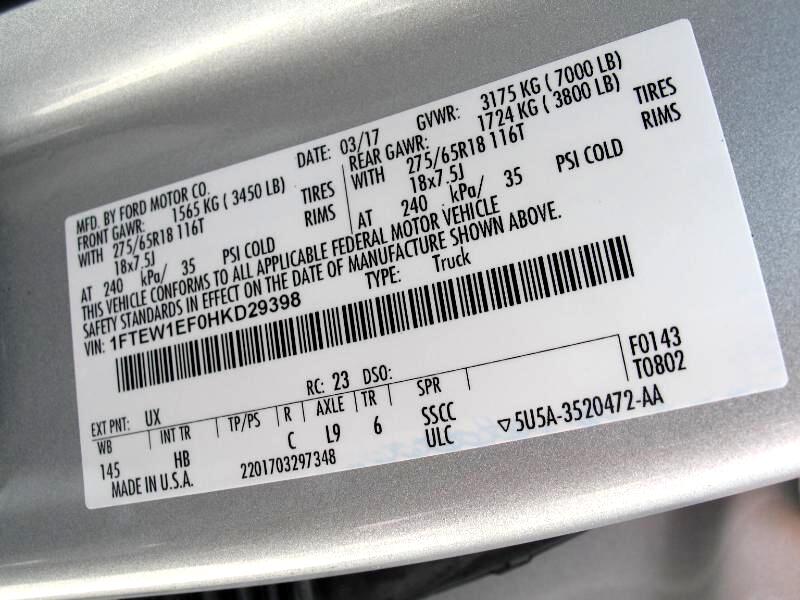 MFD. BY FORD MOTOR CO. DATE: 03/17 GVWR: 3175 KG ( 7000 LB)
FRONT GAWR: 1565 KG ( 3450 LB) REAR GAWR: 1724 KG ( 3800 LB)
WITH 275/65R18 116T TIRES WITH 275/65R18 116T TIRES
18x7.5J RIMS 18x7.5J RIMS
AT 240 kPa/ 35 PSI COLD AT 240 kPa/ 35 PSI COLD
THIS VEHICLE CONFORMS TO ALL APPLICABLE FEDERAL MOTOR VEHICLE
SAFETY STANDARDS IN EFFECT ON THE DATE OF MANUFACTURE SHOWN ABOVE.
VIN: 1FTEW1EF0HKD29398 TYPE: Truck
F0143
T0802
EXT PNT: UX RC: 23 DSO:
WB INT TR TP/PS R AXLE TR SPR
145 HB C L9 6 SSCC
ULC
▽5U5A-3520472-AA
MADE IN U.S.A. 2201703297348